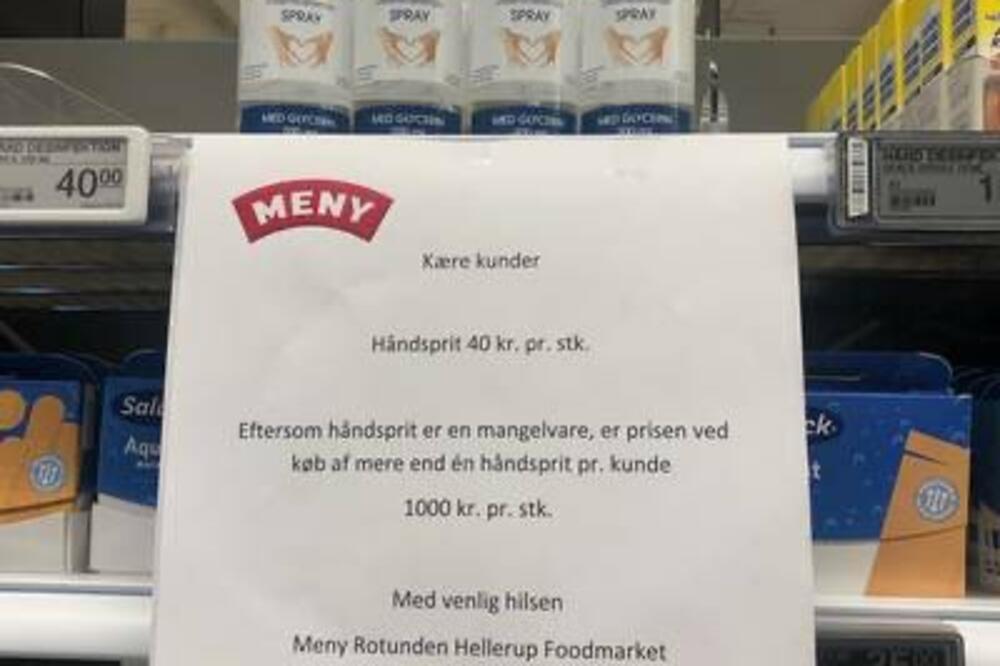 SPRAY SPRAY SPRAY SPRAY
MED GLYCERIN MED GLYCERIN MED GLYCERIN MED GLYCERIN
40⁰⁰
MENY
Kære kunder
Håndsprit 40 kr. pr. stk.
Eftersom håndsprit er en mangelvare, er prisen ved
køb af mere end én håndsprit pr. kunde
1000 kr. pr. stk.
Med venlig hilsen
Meny Rotunden Hellerup Foodmarket